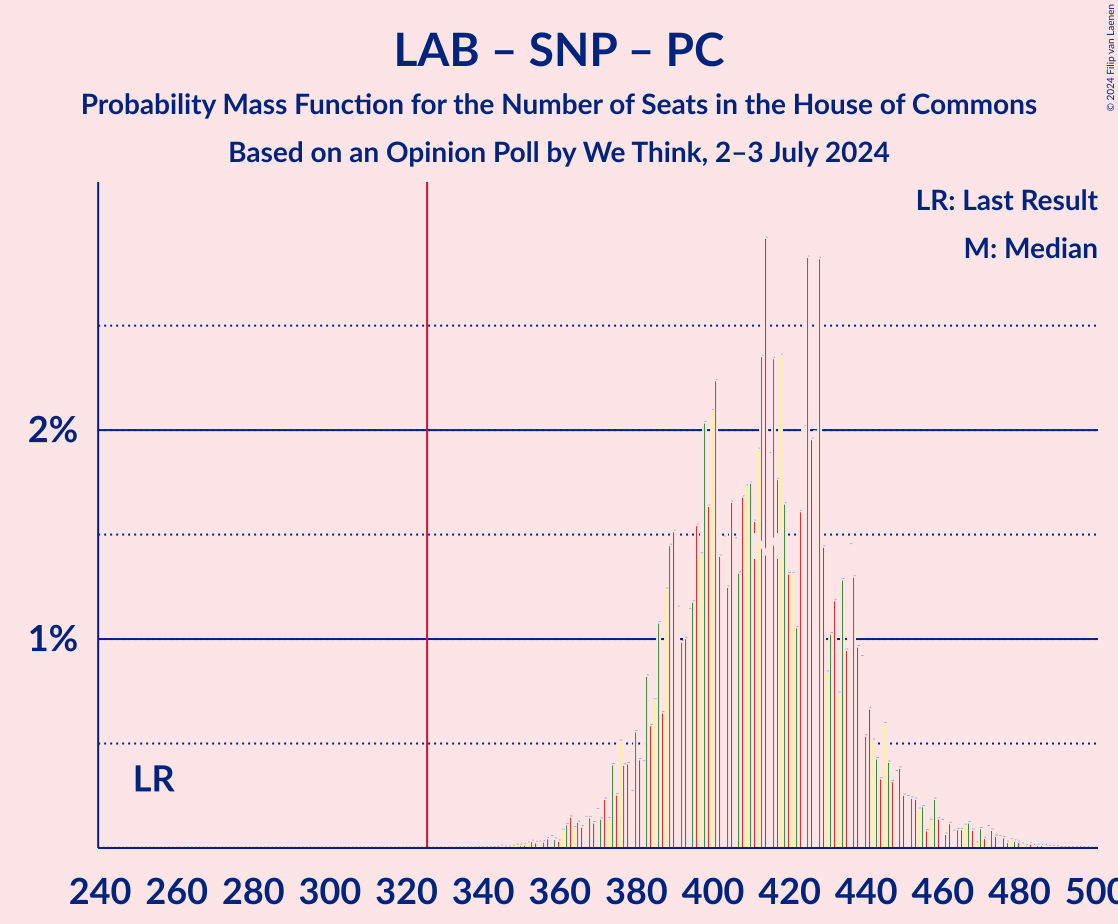 LAB – SNP – PC
Probability Mass Function for the Number of Seats in the House of Commons
Based on an Opinion Poll by We Think, 2–3 July 2024
© 2024 Filip van Laenen
LR: Last Result
M: Median
2%
1%
LR
240 260 280 300 320 340 360 380 400 420 440 460 480 500